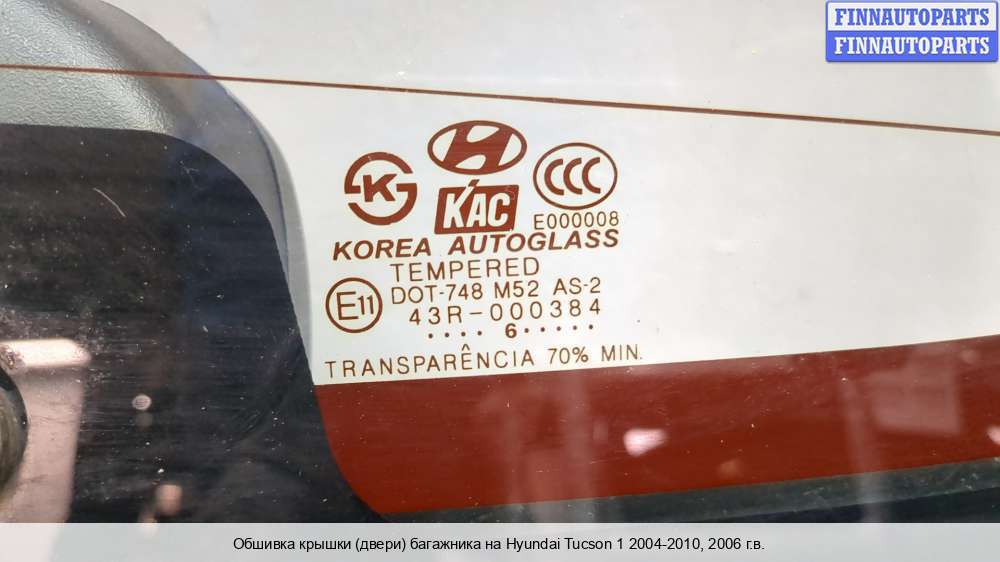 FINNAUTOPARTS
FINNAUTOPARTS
KAC
CCC
E000008
KOREA AUTOGLASS
TEMPERED
E11
DOT-748 M52 AS-2
43R-000384
.... 6 .....
TRANSPARÊNCIA 70% MIN.
Обшивка крышки (двери) багажника на Hyundai Tucson 1 2004-2010, 2006 г.в.